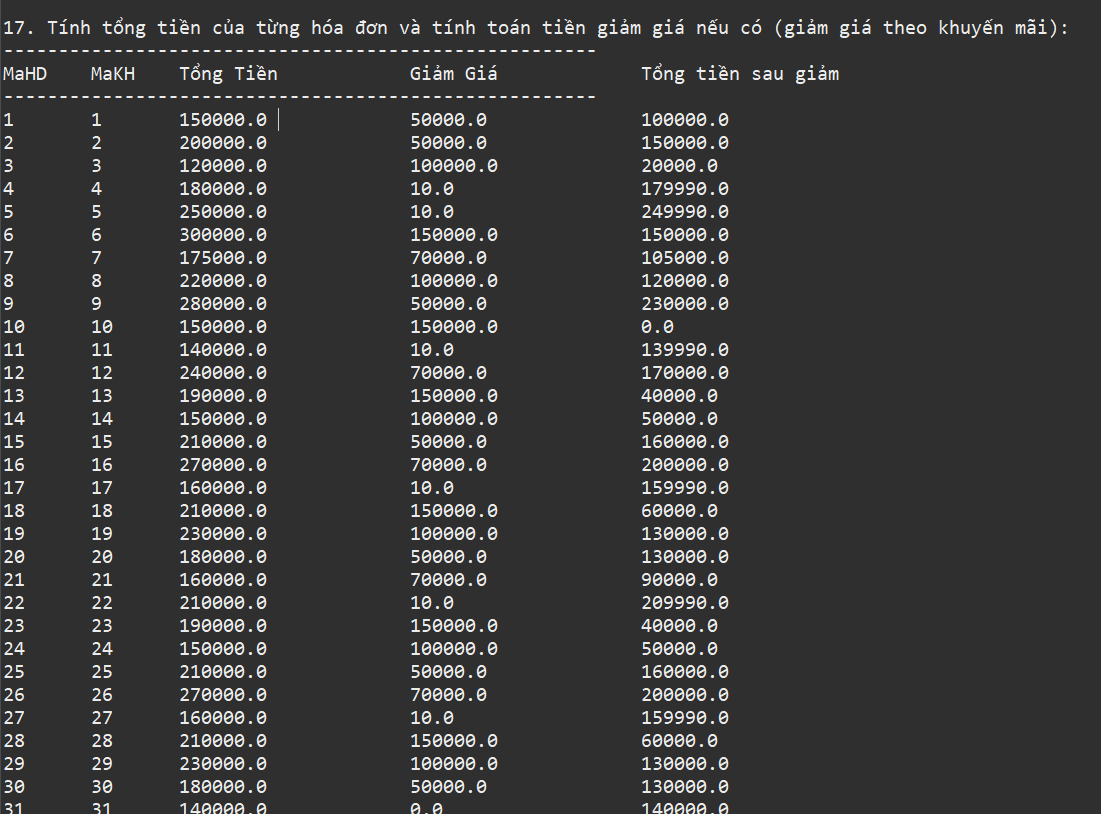 17. Tính tổng tiền của từng hóa đơn và tính toán tiền giảm giá nếu có (giảm giá theo khuyến mãi):
------------------------------------------------------
MaHD MaKH Tổng Tiền Giảm Giá Tổng tiền sau giảm
------------------------------------------------------
1 1 150000.0 50000.0 100000.0
2 2 200000.0 50000.0 150000.0
3 3 120000.0 100000.0 20000.0
4 4 180000.0 10.0 179990.0
5 5 250000.0 10.0 249990.0
6 6 300000.0 150000.0 150000.0
7 7 175000.0 70000.0 105000.0
8 8 220000.0 100000.0 120000.0
9 9 280000.0 50000.0 230000.0
10 10 150000.0 150000.0 0.0
11 11 140000.0 10.0 139990.0
12 12 240000.0 70000.0 170000.0
13 13 190000.0 150000.0 40000.0
14 14 150000.0 100000.0 50000.0
15 15 210000.0 50000.0 160000.0
16 16 270000.0 70000.0 200000.0
17 17 160000.0 10.0 159990.0
18 18 210000.0 150000.0 60000.0
19 19 230000.0 100000.0 130000.0
20 20 180000.0 50000.0 130000.0
21 21 160000.0 70000.0 90000.0
22 22 210000.0 10.0 209990.0
23 23 190000.0 150000.0 40000.0
24 24 150000.0 100000.0 50000.0
25 25 210000.0 50000.0 160000.0
26 26 270000.0 70000.0 200000.0
27 27 160000.0 10.0 159990.0
28 28 210000.0 150000.0 60000.0
29 29 230000.0 100000.0 130000.0
30 30 180000.0 50000.0 130000.0
31 31 140000.0 0.0 140000.0